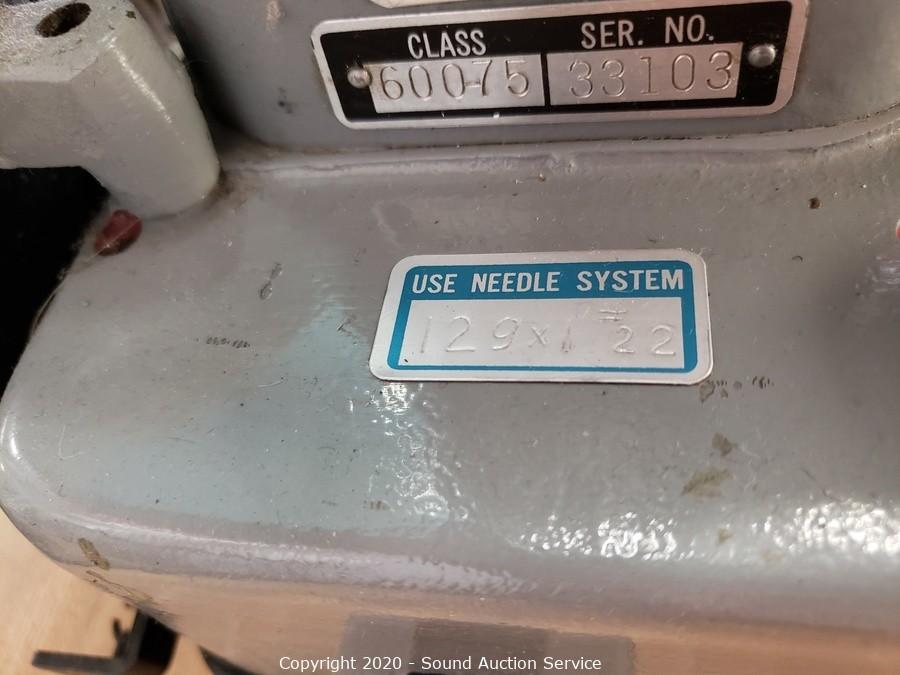 CLASS SER. NO.
60075 33103
USE NEEDLE SYSTEM
129x1 #22
Copyright 2020 - Sound Auction Service